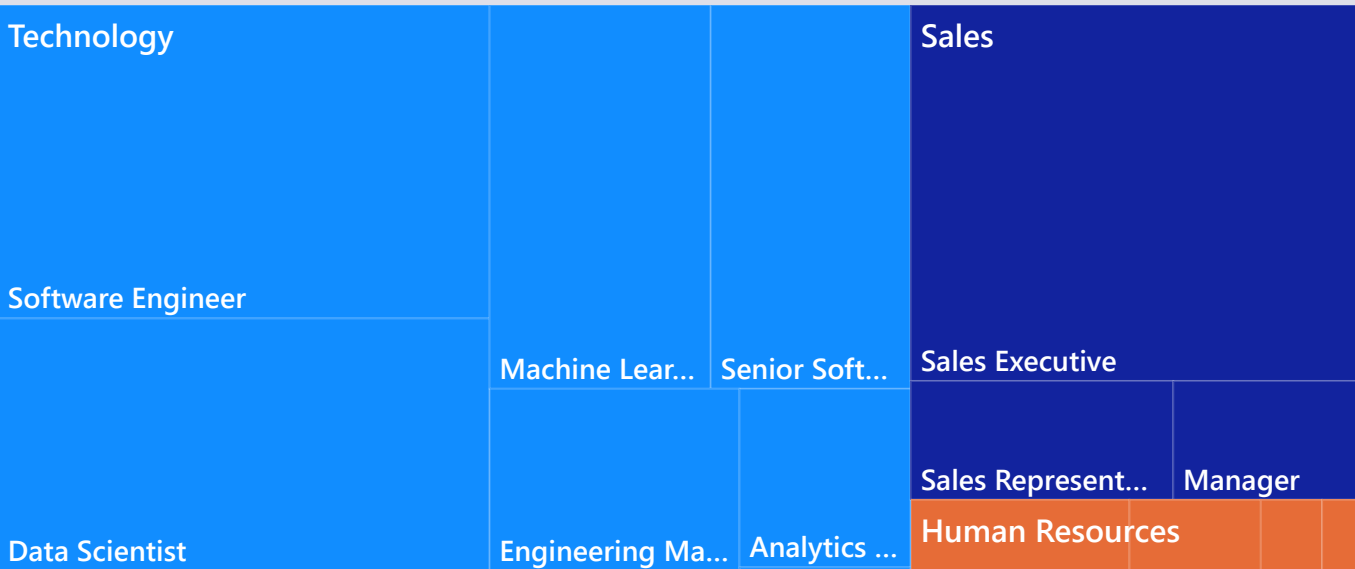 Technology
Software Engineer
Data Scientist
Machine Lear...
Senior Soft...
Engineering Ma...
Analytics ...
Sales
Sales Executive
Sales Represent...
Manager
Human Resources